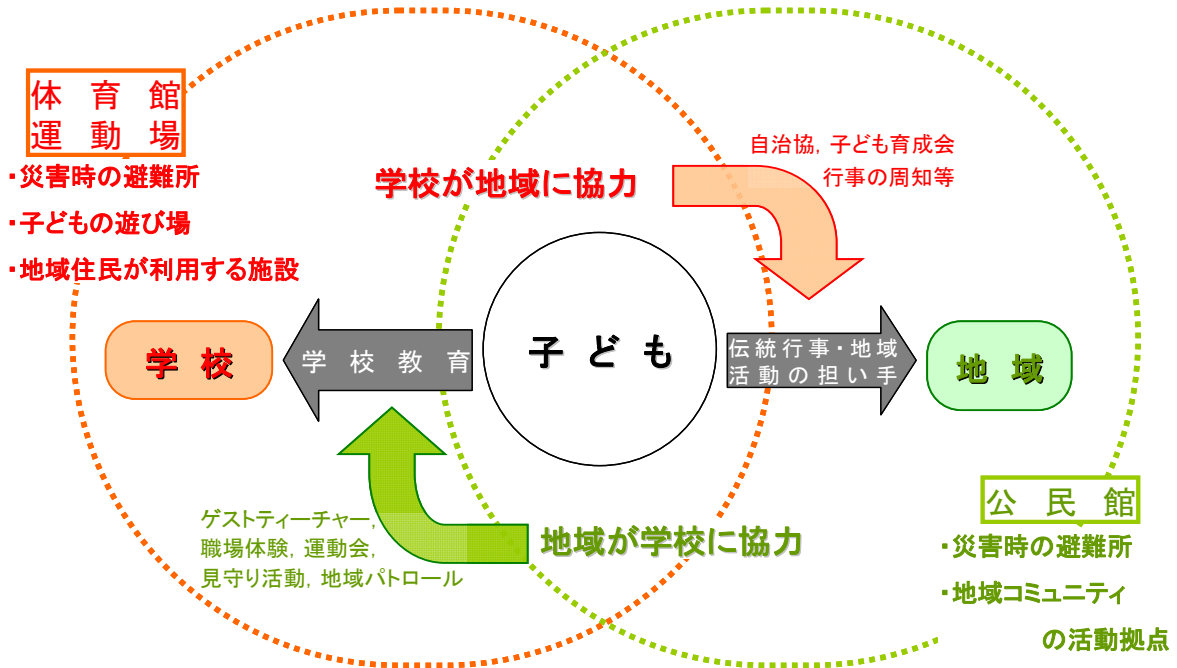 体育館
運動場
・災害時の避難所
・子どもの遊び場
・地域住民が利用する施設
自治協，子ども育成会
行事の周知等
学校が地域に協力
学校
学校教育
子ども
伝統行事・地域
活動の担い手
地域
ゲストティーチャー，
職場体験，運動会，
見守り活動，地域パトロール
地域が学校に協力
公民館
・災害時の避難所
・地域コミュニティ
の活動拠点